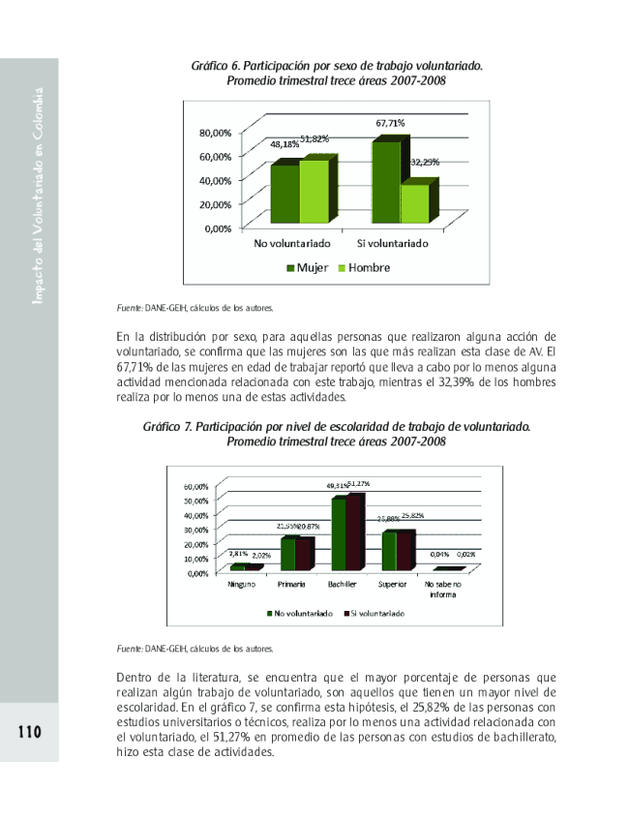 Impacto del Voluntariado en Colombia
Gráfico 6. Participación por sexo de trabajo voluntariado.
Promedio trimestral trece áreas 2007-2008
67,71%
80,00%
48,18%
51,82%
60,00%
32,29%
40,00%
20,00%
0,00%
No voluntariado
Si voluntariado
Mujer
Hombre
Fuente: DANE-GEIH, cálculos de los autores.
En la distribución por sexo, para aquellas personas que realizaron alguna acción de
voluntariado, se confirma que las mujeres son las que más realizan esta clase de AV. El
67,71% de las mujeres en edad de trabajar reportó que lleva a cabo por lo menos alguna
actividad mencionada relacionada con este trabajo, mientras el 32,39% de los hombres
realiza por lo menos una de estas actividades.
Gráfico 7. Participación por nivel de escolaridad de trabajo de voluntariado.
Promedio trimestral trece áreas 2007-2008
60,00%
50,00%
40,00%
30,00%
20,00%
10,00%
0,00%
2,81%
2,02%
20,87%
51,27%
25,82%
0,04%
0,02%
Ninguno
Primaria
Bachiller
Superior
No sabe no
informa
No voluntariado
Si voluntariado
Fuente: DANE-GEIH, cálculos de los autores.
Dentro de la literatura, se encuentra que el mayor porcentaje de personas que
realizan algún trabajo de voluntariado, son aquellos que tienen un mayor nivel de
escolaridad. En el gráfico 7, se confirma esta hipótesis, el 25,82% de las personas con
estudios universitarios o técnicos, realiza por lo menos una actividad relacionada con
el voluntariado, el 51,27% en promedio de las personas con estudios de bachillerato,
hizo esta clase de actividades.
110